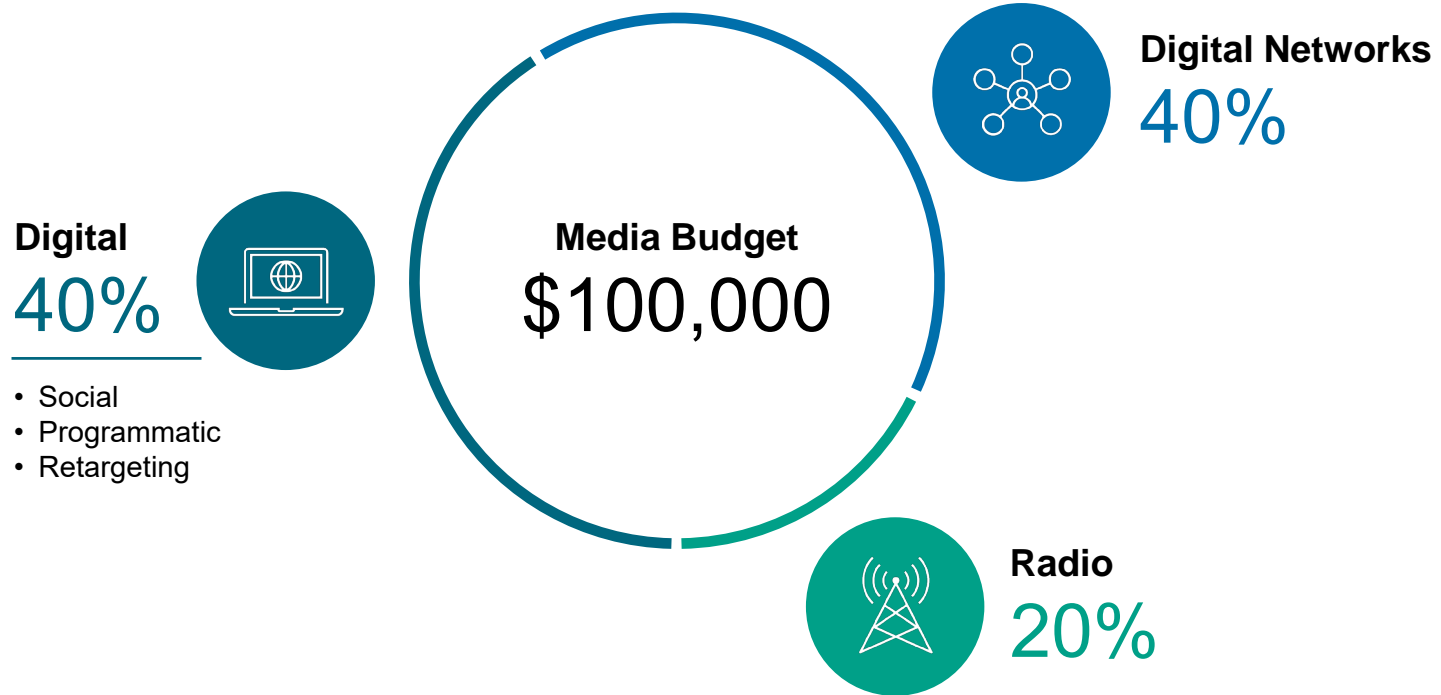 Digital Networks
40%
Digital
40%
• Social
• Programmatic
• Retargeting
Media Budget
$100,000
Radio
20%